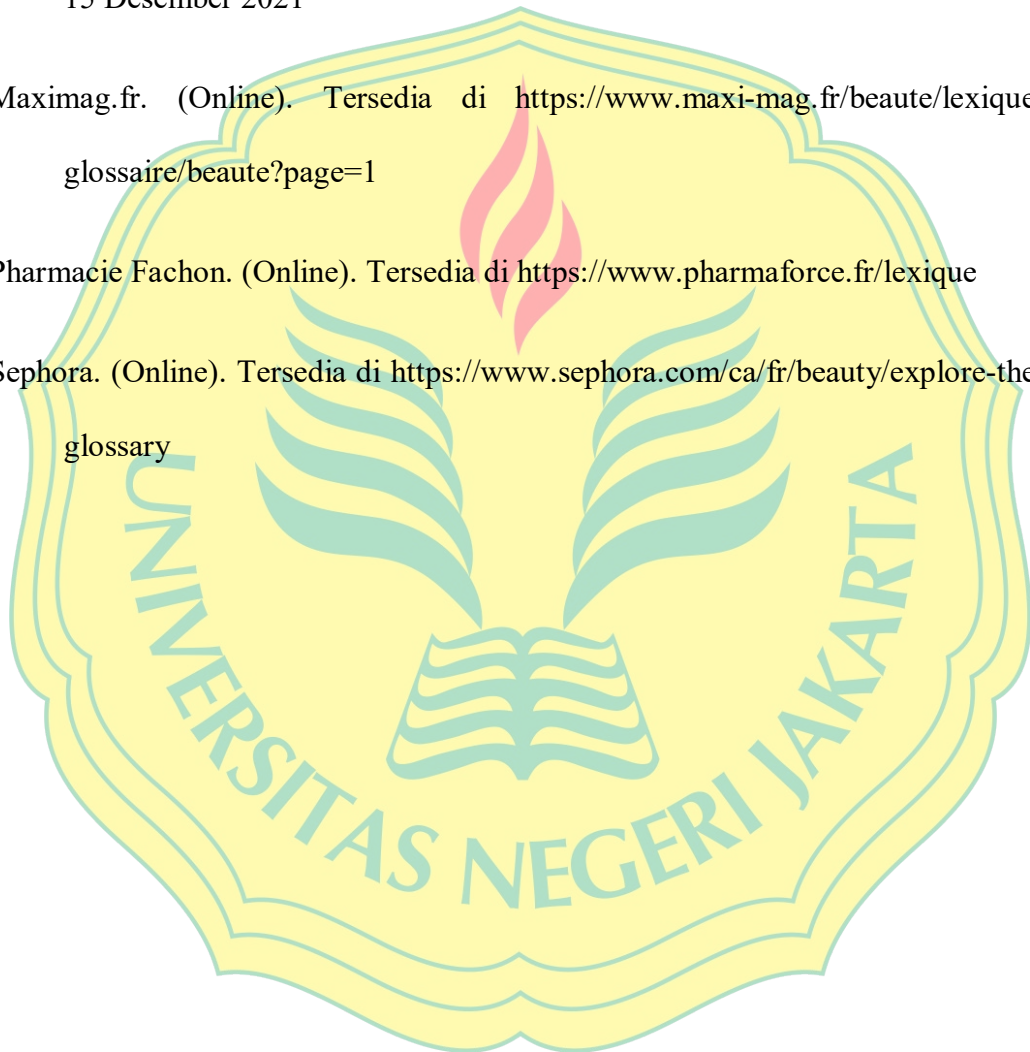 15 Desember 2021
Maximag.fr. (Online). Tersedia di https://www.maxi-mag.fr/beaute/lexique
glossaire/beaute?page=1
Pharmacie Fachon. (Online). Tersedia di https://www.pharmaforce.fr/lexique
Sephora. (Online). Tersedia di https://www.sephora.com/ca/fr/beauty/explore-the
glossary
UNIVERSITAS NEGERI JAKARTA